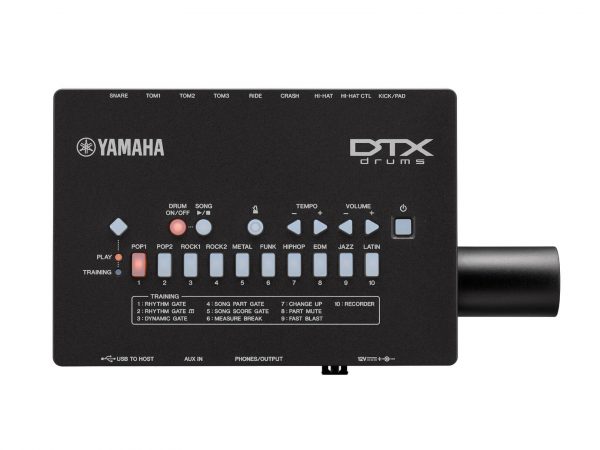 SNARE TOM1 TOM2 TOM3 RIDE CRASH HI-HAT HI-HAT CTL KICK/PAD
YAMAHA
DTX
drums
DRUM ON/OFF
SONG ▶/■
TEMPO
- +
VOLUME
- +
POP1 POP2 ROCK1 ROCK2 METAL FUNK HIPHOP EDM JAZZ LATIN
PLAY
TRAINING
1 2 3 4 5 6 7 8 9 10
TRAINING
1 : RHYTHM GATE 4 : SONG PART GATE 7 : CHANGE UP 10 : RECORDER
2 : RHYTHM GATE 5 : SONG SCORE GATE 8 : PART MUTE
3 : DYNAMIC GATE 6 : MEASURE BREAK 9 : FAST BLAST
USB TO HOST AUX IN PHONES/OUTPUT 12V